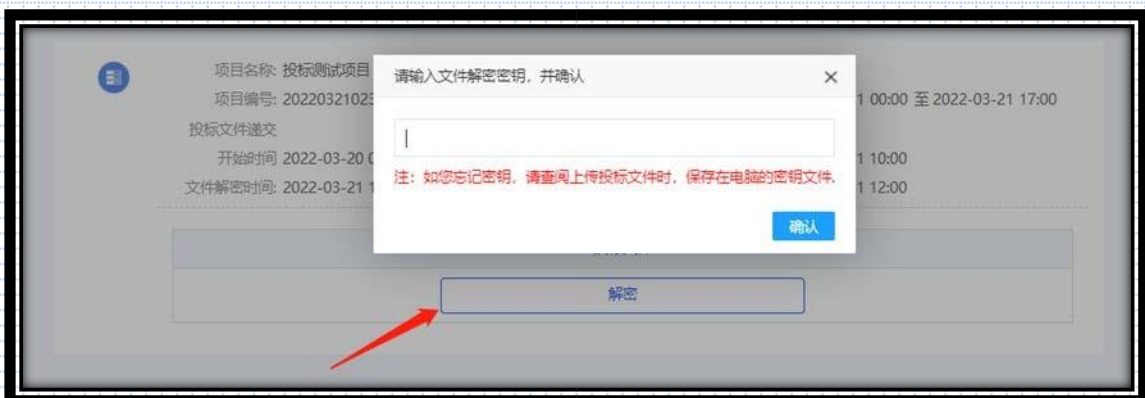 项目名称: 投标测试项目
请输入文件解密密钥，并确认
项目编号: 20220321023
1 00:00 至 2022-03-21 17:00
投标文件递交
开始时间 2022-03-20 0
1 10:00
注：如您忘记密钥，请查阅上传投标文件时，保存在电脑的密钥文件.
文件解密时间: 2022-03-21 1
1 12:00
确认
解密